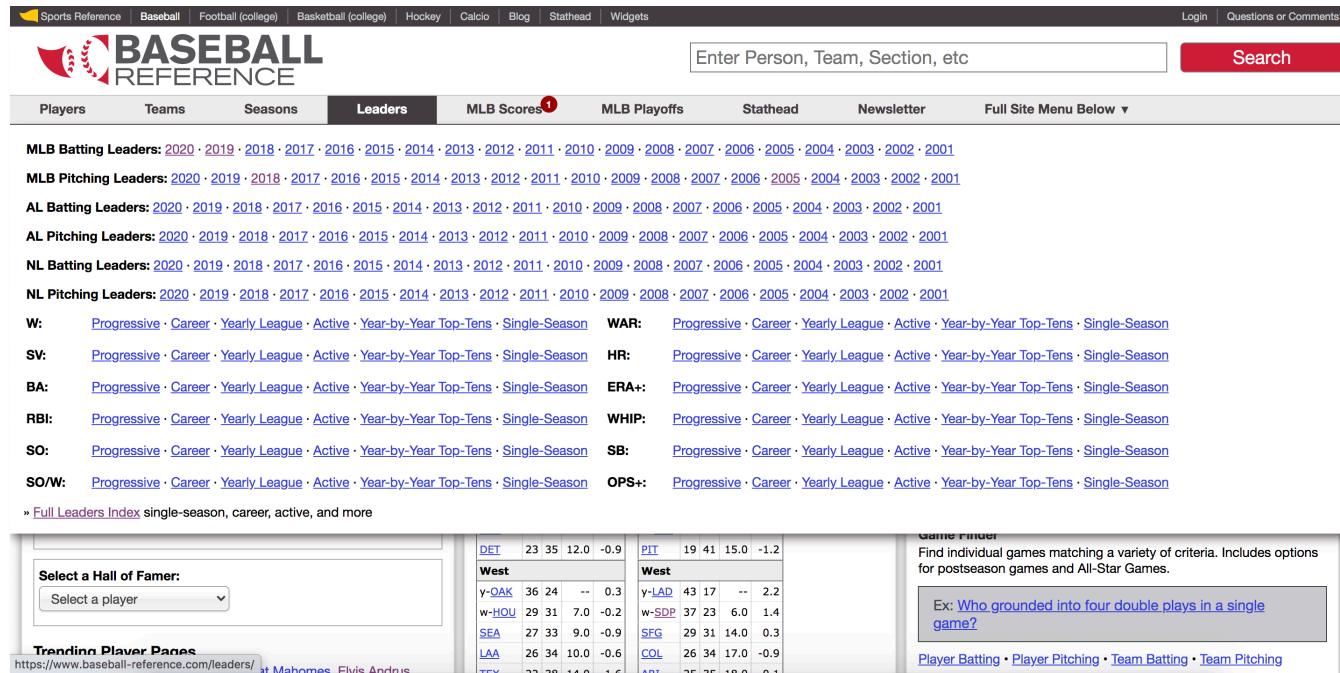 Sports Reference Baseball Football (college) Basketball (college) Hockey Calcio Blog Stathead Widgets Login Questions or Comments
BASEBALL
REFERENCE
Enter Person, Team, Section, etc
Search
Players Teams Seasons Leaders MLB Scores 1 MLB Playoffs Stathead Newsletter Full Site Menu Below ▼
MLB Batting Leaders: 2020 · 2019 · 2018 · 2017 · 2016 · 2015 · 2014 · 2013 · 2012 · 2011 · 2010 · 2009 · 2008 · 2007 · 2006 · 2005 · 2004 · 2003 · 2002 · 2001
MLB Pitching Leaders: 2020 · 2019 · 2018 · 2017 · 2016 · 2015 · 2014 · 2013 · 2012 · 2011 · 2010 · 2009 · 2008 · 2007 · 2006 · 2005 · 2004 · 2003 · 2002 · 2001
AL Batting Leaders: 2020 · 2019 · 2018 · 2017 · 2016 · 2015 · 2014 · 2013 · 2012 · 2011 · 2010 · 2009 · 2008 · 2007 · 2006 · 2005 · 2004 · 2003 · 2002 · 2001
AL Pitching Leaders: 2020 · 2019 · 2018 · 2017 · 2016 · 2015 · 2014 · 2013 · 2012 · 2011 · 2010 · 2009 · 2008 · 2007 · 2006 · 2005 · 2004 · 2003 · 2002 · 2001
NL Batting Leaders: 2020 · 2019 · 2018 · 2017 · 2016 · 2015 · 2014 · 2013 · 2012 · 2011 · 2010 · 2009 · 2008 · 2007 · 2006 · 2005 · 2004 · 2003 · 2002 · 2001
NL Pitching Leaders: 2020 · 2019 · 2018 · 2017 · 2016 · 2015 · 2014 · 2013 · 2012 · 2011 · 2010 · 2009 · 2008 · 2007 · 2006 · 2005 · 2004 · 2003 · 2002 · 2001
W: Progressive · Career · Yearly League · Active · Year-by-Year Top-Tens · Single-Season WAR: Progressive · Career · Yearly League · Active · Year-by-Year Top-Tens · Single-Season
SV: Progressive · Career · Yearly League · Active · Year-by-Year Top-Tens · Single-Season HR: Progressive · Career · Yearly League · Active · Year-by-Year Top-Tens · Single-Season
BA: Progressive · Career · Yearly League · Active · Year-by-Year Top-Tens · Single-Season ERA+: Progressive · Career · Yearly League · Active · Year-by-Year Top-Tens · Single-Season
RBI: Progressive · Career · Yearly League · Active · Year-by-Year Top-Tens · Single-Season WHIP: Progressive · Career · Yearly League · Active · Year-by-Year Top-Tens · Single-Season
SO: Progressive · Career · Yearly League · Active · Year-by-Year Top-Tens · Single-Season SB: Progressive · Career · Yearly League · Active · Year-by-Year Top-Tens · Single-Season
SO/W: Progressive · Career · Yearly League · Active · Year-by-Year Top-Tens · Single-Season OPS+: Progressive · Career · Yearly League · Active · Year-by-Year Top-Tens · Single-Season
» Full Leaders Index single-season, career, active, and more
Select a Hall of Famer:
Select a player
Trending Player Pages
https://www.baseball-reference.com/leaders/
at Mahomes, Elvis Andrus
DET 23 35 12.0 -0.9 PIT 19 41 15.0 -1.2
West West
y-OAK 36 24 -- 0.3 y-LAD 43 17 -- 2.2
w-HOU 29 31 7.0 -0.2 w-SDP 37 23 6.0 1.4
SEA 27 33 9.0 -0.9 SFG 29 31 14.0 0.3
LAA 26 34 10.0 -0.6 COL 26 34 17.0 -0.9
Game Finder
Find individual games matching a variety of criteria. Includes options
for postseason games and All-Star Games.
Ex: Who grounded into four double plays in a single
game?
Player Batting • Player Pitching • Team Batting • Team Pitching